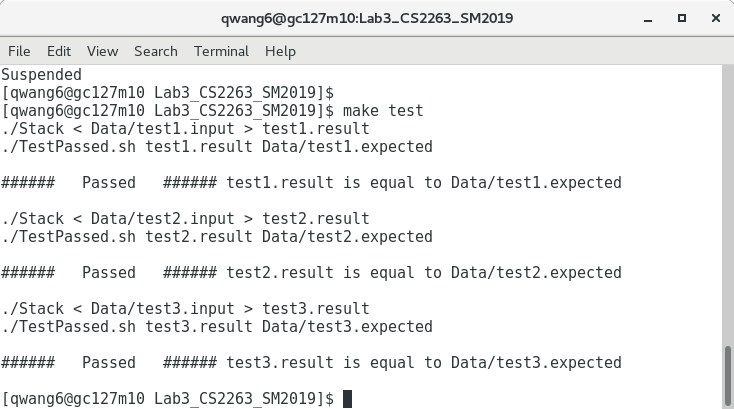 qwang6@gc127m10:Lab3_CS2263_SM2019
File Edit View Search Terminal Help
Suspended
[qwang6@gc127m10 Lab3_CS2263_SM2019]$
[qwang6@gc127m10 Lab3_CS2263_SM2019]$ make test
./Stack < Data/test1.input > test1.result
./TestPassed.sh test1.result Data/test1.expected
###### Passed ###### test1.result is equal to Data/test1.expected
./Stack < Data/test2.input > test2.result
./TestPassed.sh test2.result Data/test2.expected
###### Passed ###### test2.result is equal to Data/test2.expected
./Stack < Data/test3.input > test3.result
./TestPassed.sh test3.result Data/test3.expected
###### Passed ###### test3.result is equal to Data/test3.expected
[qwang6@gc127m10 Lab3_CS2263_SM2019]$